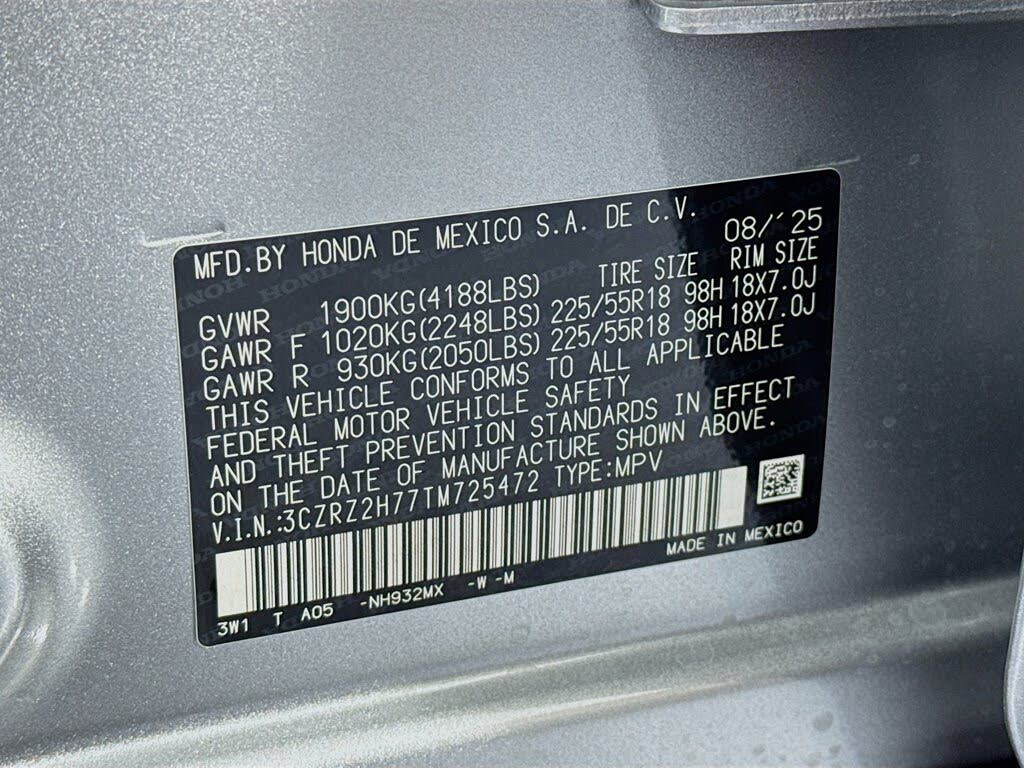 MFD.BY HONDA DE MEXICO S.A. DE C.V. 08/´25
TIRE SIZE RIM SIZE
GVWR 1900KG(4188LBS)
GAWR F 1020KG(2248LBS) 225/55R18 98H 18X7.0J
GAWR R 930KG(2050LBS) 225/55R18 98H 18X7.0J
THIS VEHICLE CONFORMS TO ALL APPLICABLE
FEDERAL MOTOR VEHICLE SAFETY
AND THEFT PREVENTION STANDARDS IN EFFECT
ON THE DATE OF MANUFACTURE SHOWN ABOVE.
V.I.N.:3CZRZ2H77TM725472 TYPE:MPV
MADE IN MEXICO
3W1 T A05 -NH932MX -W -M